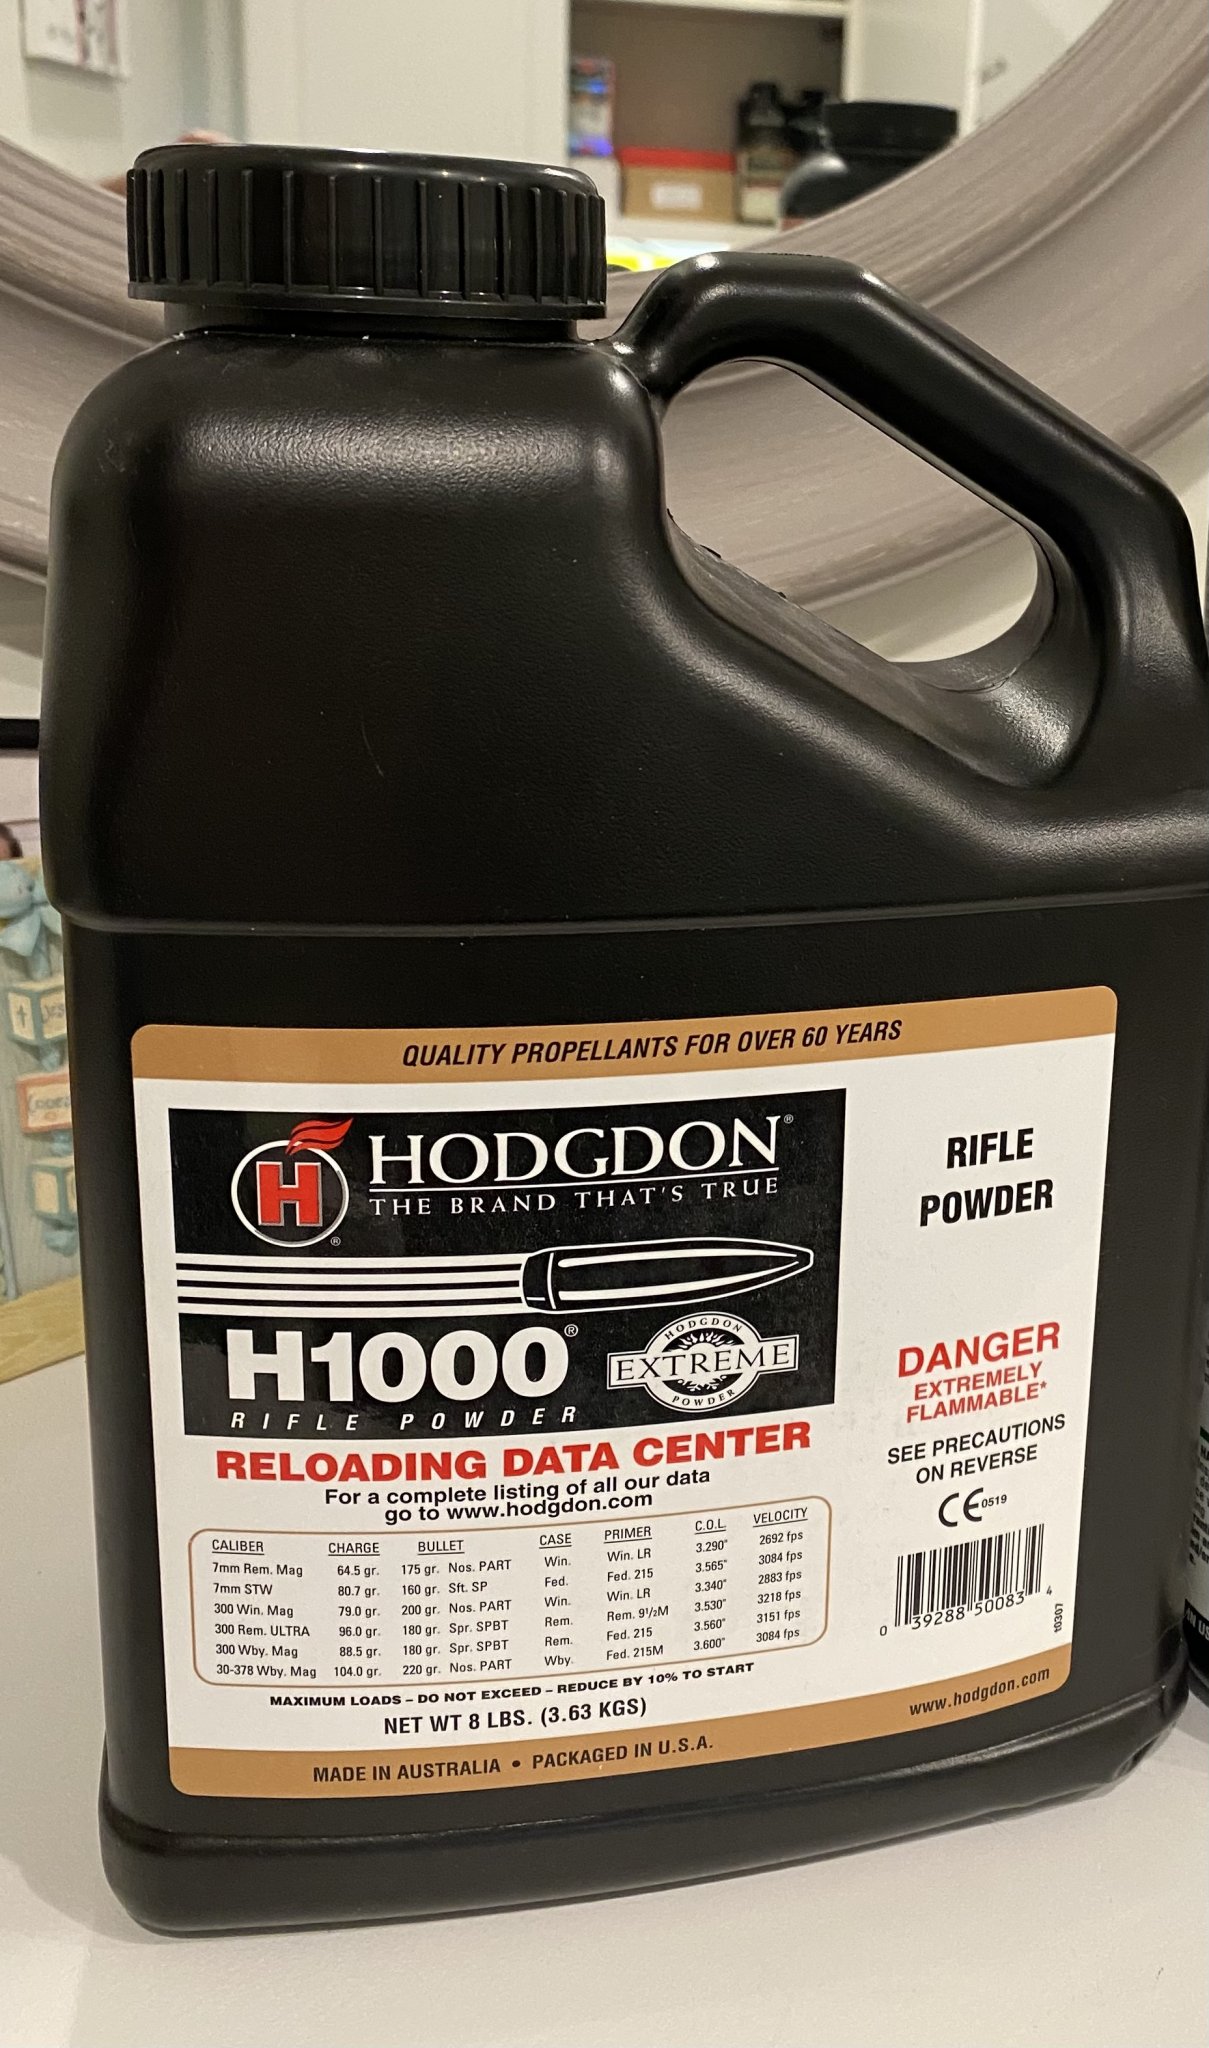 QUALITY PROPELLANTS FOR OVER 60 YEARS
HODGDON®
THE BRAND THAT'S TRUE
H
®
H1000®
RIFLE POWDER
HODGDON
EXTREME
POWDER
RIFLE
POWDER
DANGER
EXTREMELY
FLAMMABLE*
SEE PRECAUTIONS
ON REVERSE
CE 0519
RELOADING DATA CENTER
For a complete listing of all our data
go to www.hodgdon.com
CALIBER CHARGE BULLET CASE PRIMER C.O.L. VELOCITY
7mm Rem. Mag 64.5 gr. 175 gr. Nos. PART Win. Win. LR 3.290" 2692 fps
7mm STW 80.7 gr. 160 gr. Sft. SP Fed. Fed. 215 3.565" 3084 fps
300 Win. Mag 79.0 gr. 200 gr. Nos. PART Win. Win. LR 3.340" 2883 fps
300 Rem. ULTRA 96.0 gr. 180 gr. Spr. SPBT Rem. Rem. 9½M 3.530" 3218 fps
300 Wby. Mag 88.5 gr. 180 gr. Spr. SPBT Rem. Fed. 215 3.560" 3151 fps
30-378 Wby. Mag 104.0 gr. 220 gr. Nos. PART Wby. Fed. 215M 3.600" 3084 fps
MAXIMUM LOADS – DO NOT EXCEED – REDUCE BY 10% TO START
NET WT 8 LBS. (3.63 KGS)
0 39288 50083 4
10307
www.hodgdon.com
MADE IN AUSTRALIA • PACKAGED IN U.S.A.